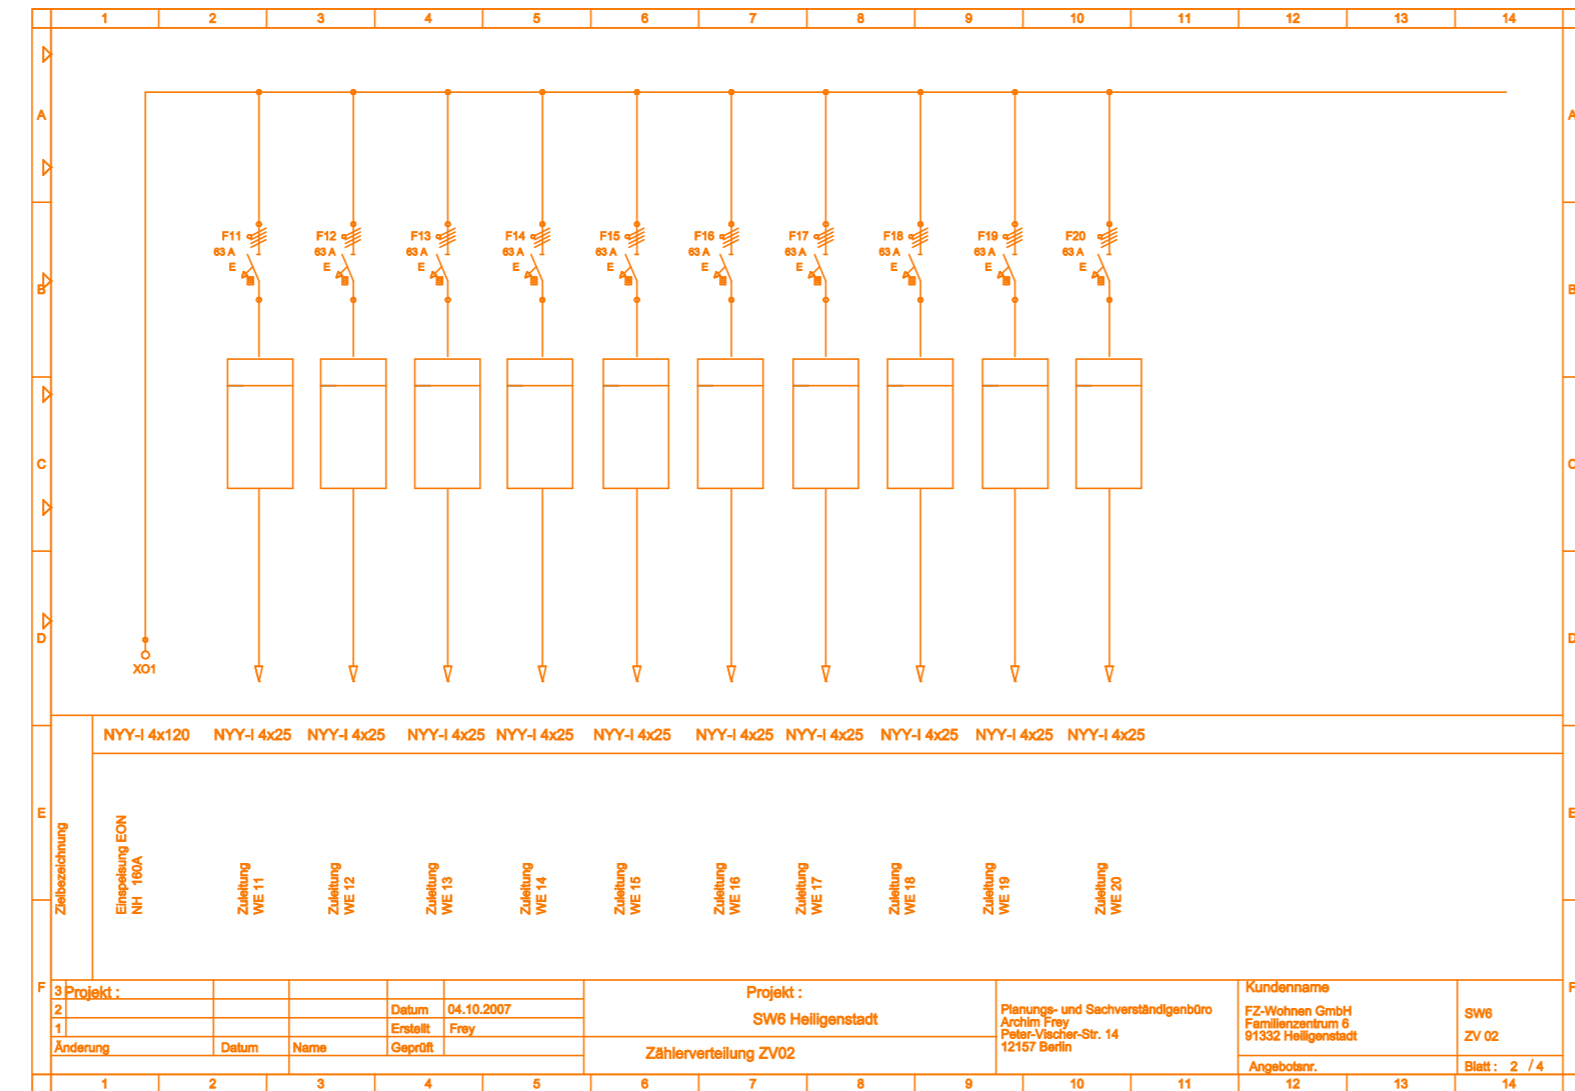 1 2 3 4 5 6 7 8 9 10 11 12 13 14
A A
F11 F12 F13 F14 F15 F16 F17 F18 F19 F20
63 A 63 A 63 A 63 A 63 A 63 A 63 A 63 A 63 A 63 A
E E E E E E E E E E
B B
C C
D D
XO1
NYY-I 4x120 NYY-I 4x25 NYY-I 4x25 NYY-I 4x25 NYY-I 4x25 NYY-I 4x25 NYY-I 4x25 NYY-I 4x25 NYY-I 4x25 NYY-I 4x25 NYY-I 4x25
E E
Zielbezeichnung
Einspeisung EON
NH 160A
Zuleitung
WE 11
Zuleitung
WE 12
Zuleitung
WE 13
Zuleitung
WE 14
Zuleitung
WE 15
Zuleitung
WE 16
Zuleitung
WE 17
Zuleitung
WE 18
Zuleitung
WE 19
Zuleitung
WE 20
F F
3 Projekt :
2 Datum 04.10.2007
1 Erstellt Frey
Änderung Datum Name Geprüft
Projekt :
SW6 Heiligenstadt
Zählerverteilung ZV02
Planungs- und Sachverständigenbüro
Archim Frey
Peter-Vischer-Str. 14
12157 Berlin
Kundenname
FZ-Wohnen GmbH
Familienzentrum 6
91332 Heiligenstadt
Angebotsnr.
SW6
ZV 02
Blatt : 2 / 4
1 2 3 4 5 6 7 8 9 10 11 12 13 14